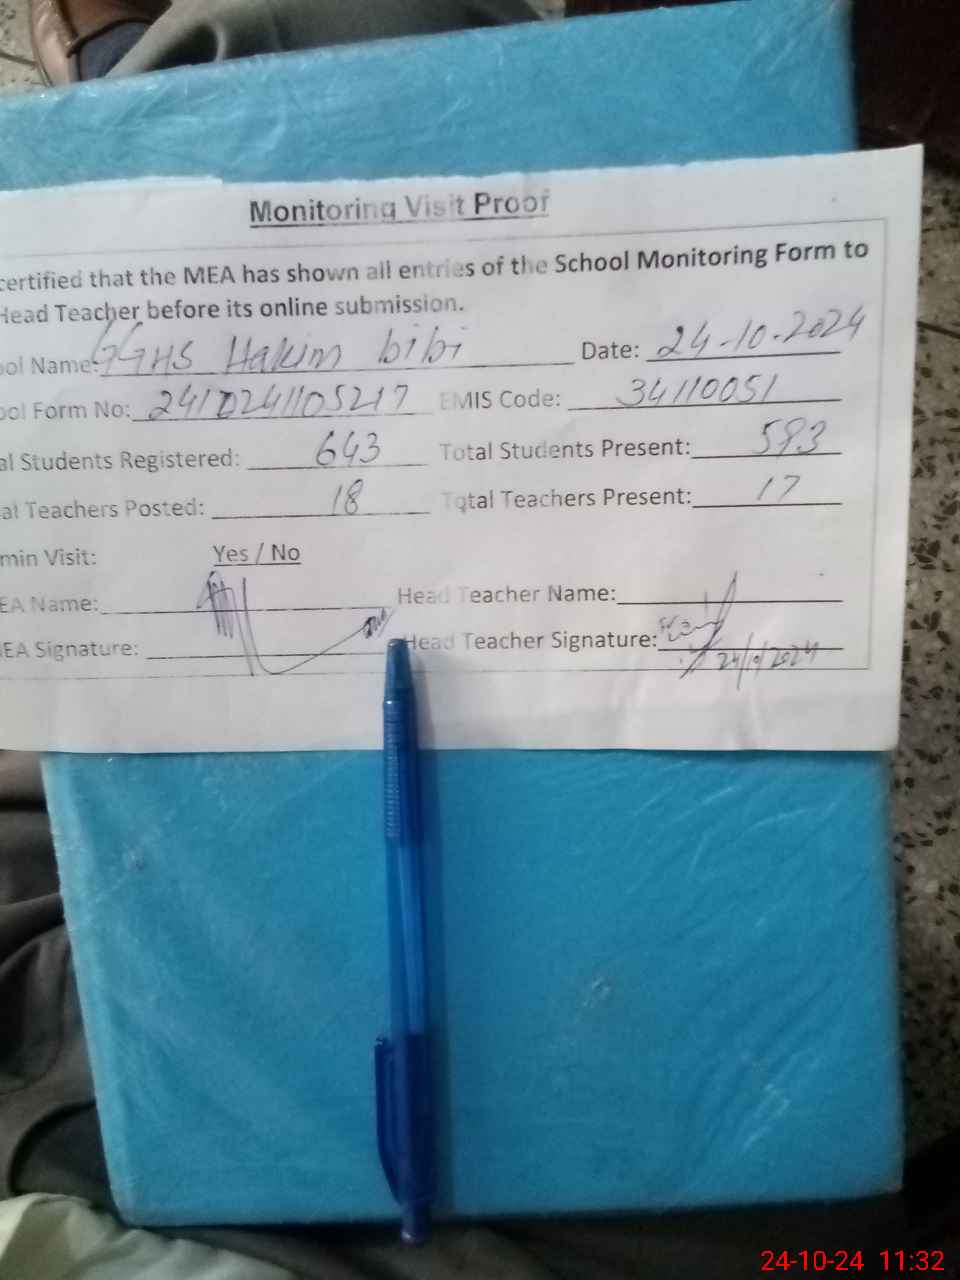 Monitoring Visit Proof
certified that the MEA has shown all entries of the School Monitoring Form to
Head Teacher before its online submission.
ool Name: GGHS Hakim bibi Date: 24-10-2024
ool Form No: 2410241105217 EMIS Code: 34110051
al Students Registered: 643 Total Students Present: 593
al Teachers Posted: 18 Total Teachers Present: 17
min Visit: Yes / No
EA Name: Head Teacher Name:
MEA Signature: Head Teacher Signature:
24/10/2024
24-10-24 11:32